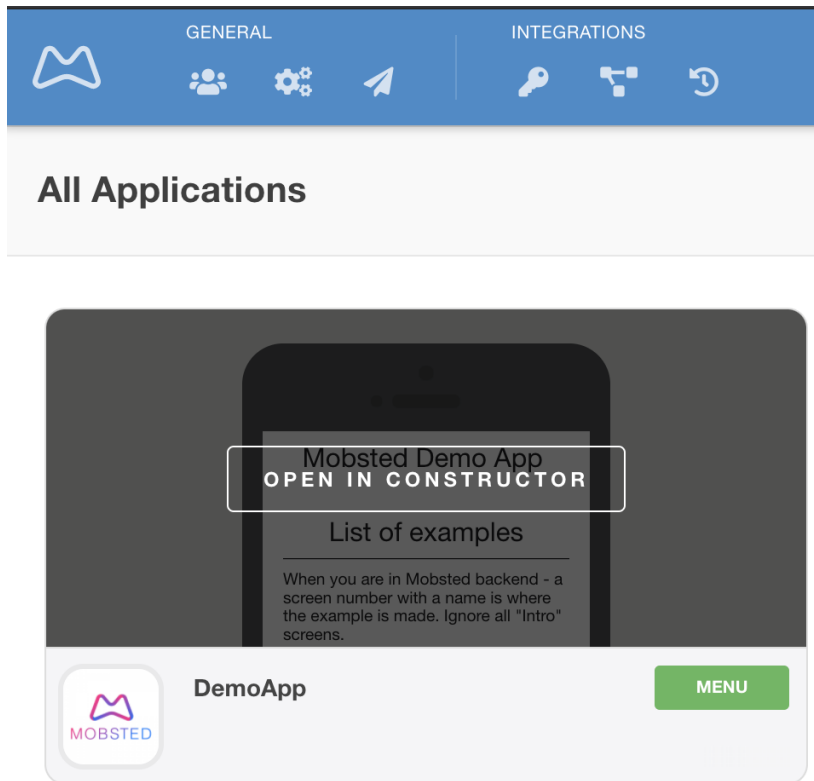 GENERAL
INTEGRATIONS
All Applications
Mobsted Demo App
OPEN IN CONSTRUCTOR
List of examples
When you are in Mobsted backend - a
screen number with a name is where
the example is made. Ignore all "Intro"
screens.
DemoApp
MENU
MOBSTED